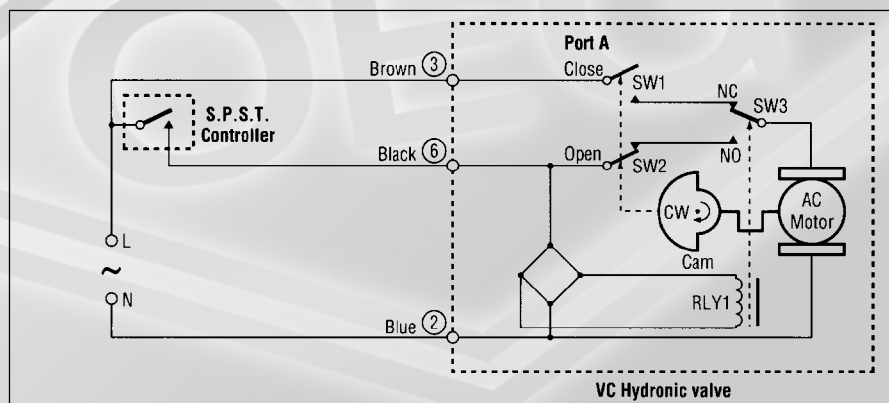 Port A
Brown ③ Close
SW1
NC
SW3
S.P.S.T.
Controller
Black ⑥ Open
SW2
NO
CW
AC
Motor
L
~
Cam
N
RLY1
Blue ②
VC Hydronic valve